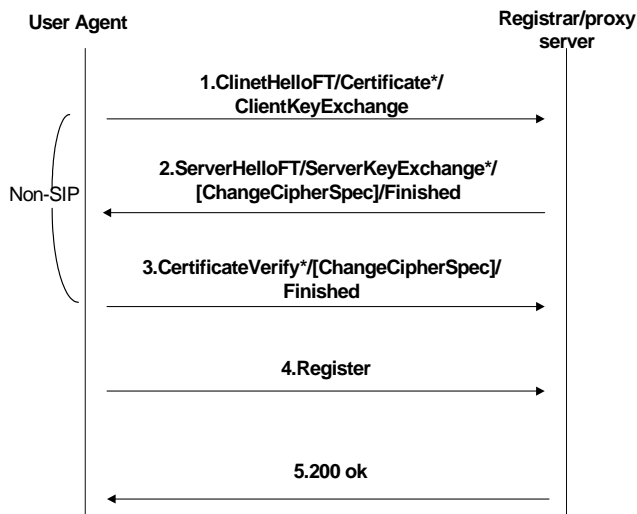 User Agent
Registrar/proxy
server
1.ClinetHelloFT/Certificate*/
ClientKeyExchange
Non-SIP
2.ServerHelloFT/ServerKeyExchange*/
[ChangeCipherSpec]/Finished
3.CertificateVerify*/[ChangeCipherSpec]/
Finished
4.Register
5.200 ok